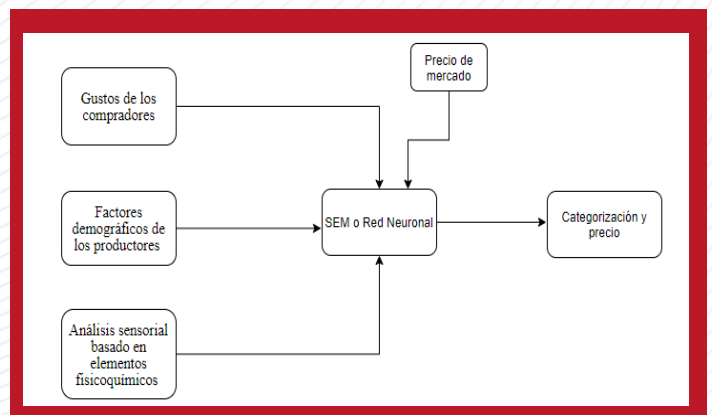 Precio de
mercado
Gustos de los
compradores
Factores
demográficos de
los productores
SEM o Red Neuronal
Categorización y
precio
Análisis sensorial
basado en
elementos
fisicoquímicos